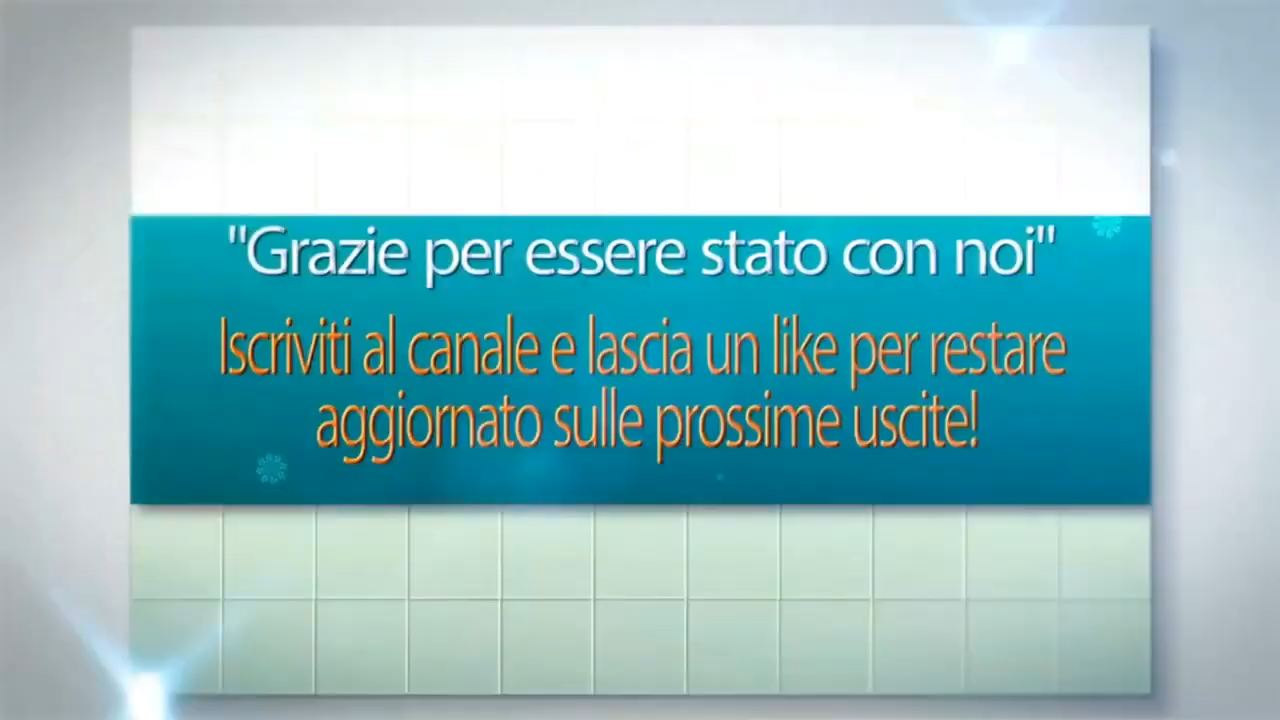 "Grazie per essere stato con noi"
Iscriviti al canale e lascia un like per restare
aggiornato sulle prossime uscite!